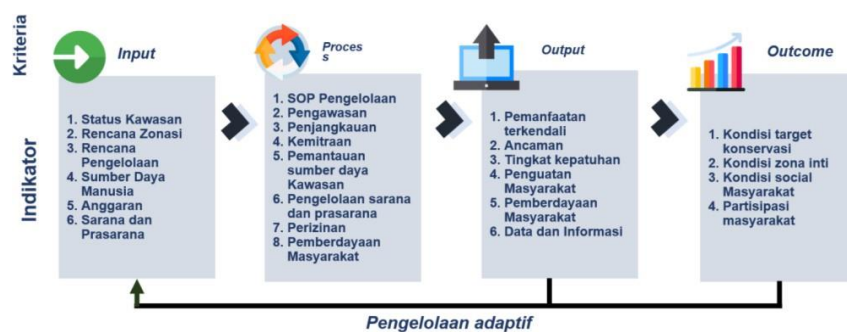 Kriteria
Input
Proces
s
Output
Outcome
Indikator
1. Status Kawasan
2. Rencana Zonasi
3. Rencana
Pengelolaan
4. Sumber Daya
Manusia
5. Anggaran
6. Sarana dan
Prasarana
1. SOP Pengelolaan
2. Pengawasan
3. Penjangkauan
4. Kemitraan
5. Pemantauan
sumber daya
Kawasan
6. Pengelolaan sarana
dan prasarana
7. Perizinan
8. Pemberdayaan
Masyarakat
1. Pemanfaatan
terkendali
2. Ancaman
3. Tingkat kepatuhan
4. Penguatan
Masyarakat
5. Pemberdayaan
Masyarakat
6. Data dan Informasi
1. Kondisi target
konservasi
2. Kondisi zona inti
3. Kondisi social
Masyarakat
4. Partisipasi
masyarakat
Pengelolaan adaptif